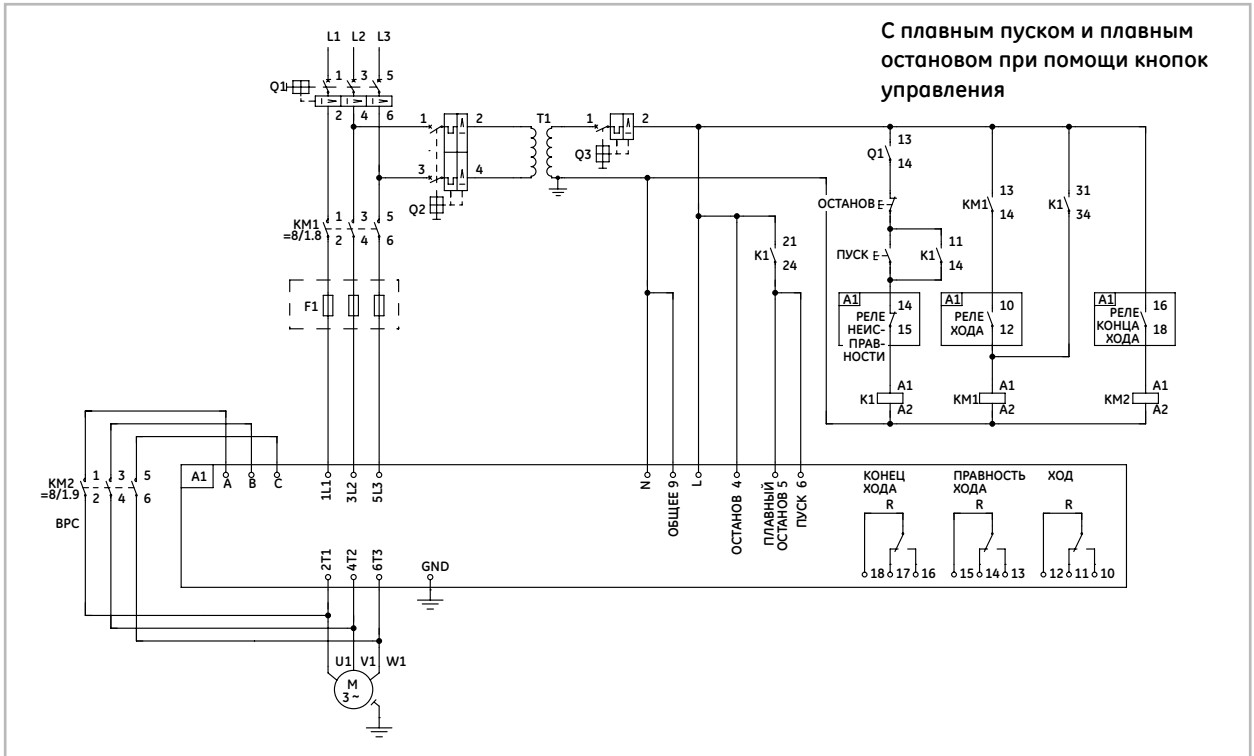 С плавным пуском и плавным
остановом при помощи кнопок
управления
L1 L2 L3
Q1
1 3 5
2 4 6
1 2
3 4
Q2
T1
1 2
Q3
KM1
=8/1.8
1 3 5
2 4 6
F1
Q1
13
14
ОСТАНОВ E
ПУСК E
K1
11
14
KM1
13
14
K1
31
34
K1
21
24
A1
РЕЛЕ
НЕИС-
ПРАВ-
НОСТИ
14
15
A1
РЕЛЕ
ХОДА
10
12
A1
РЕЛЕ
КОНЦА
ХОДА
16
18
K1
A1
A2
KM1
A1
A2
KM2
A1
A2
KM2
=8/1.9
1 3 5
2 4 6
BPC
A1
A B C
1L1
3L2
5L3
N
ОБЩЕЕ 9
L
ОСТАНОВ 4
ПЛАВНЫЙ
ОСТАНОВ 5
ПУСК 6
КОНЕЦ
ХОДА
R
18 17 16
ПРАВНОСТЬ
ХОДА
R
15 14 13
ХОД
R
12 11 10
2T1
4T2
6T3
GND
U1 V1 W1
M
3~